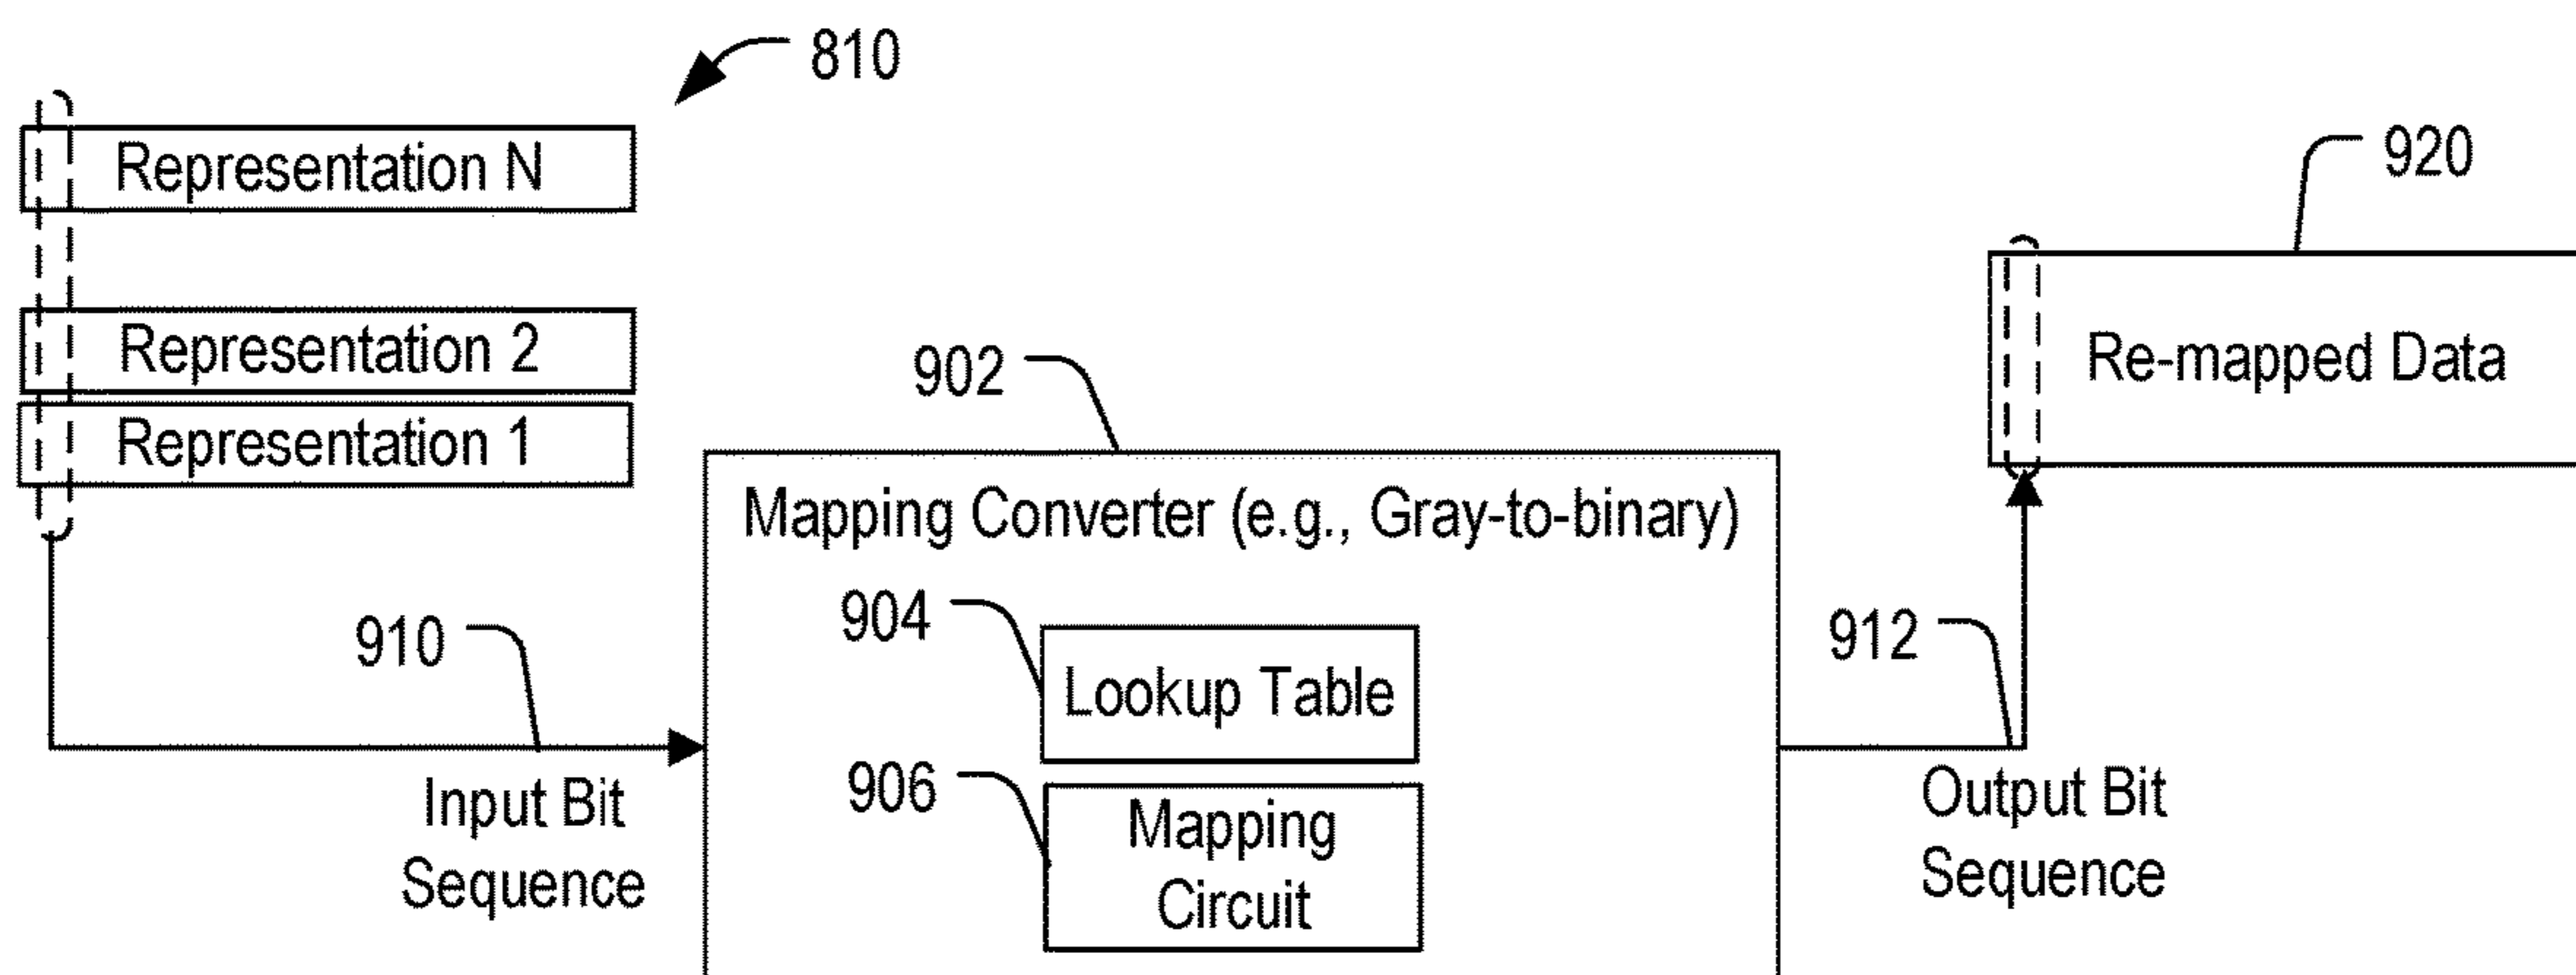 810
Representation N
920
Representation 2
902
Re-mapped Data
Representation 1
Mapping Converter (e.g., Gray-to-binary)
904
910
912
Lookup Table
906
Input Bit
Sequence
Mapping
Circuit
Output Bit
Sequence